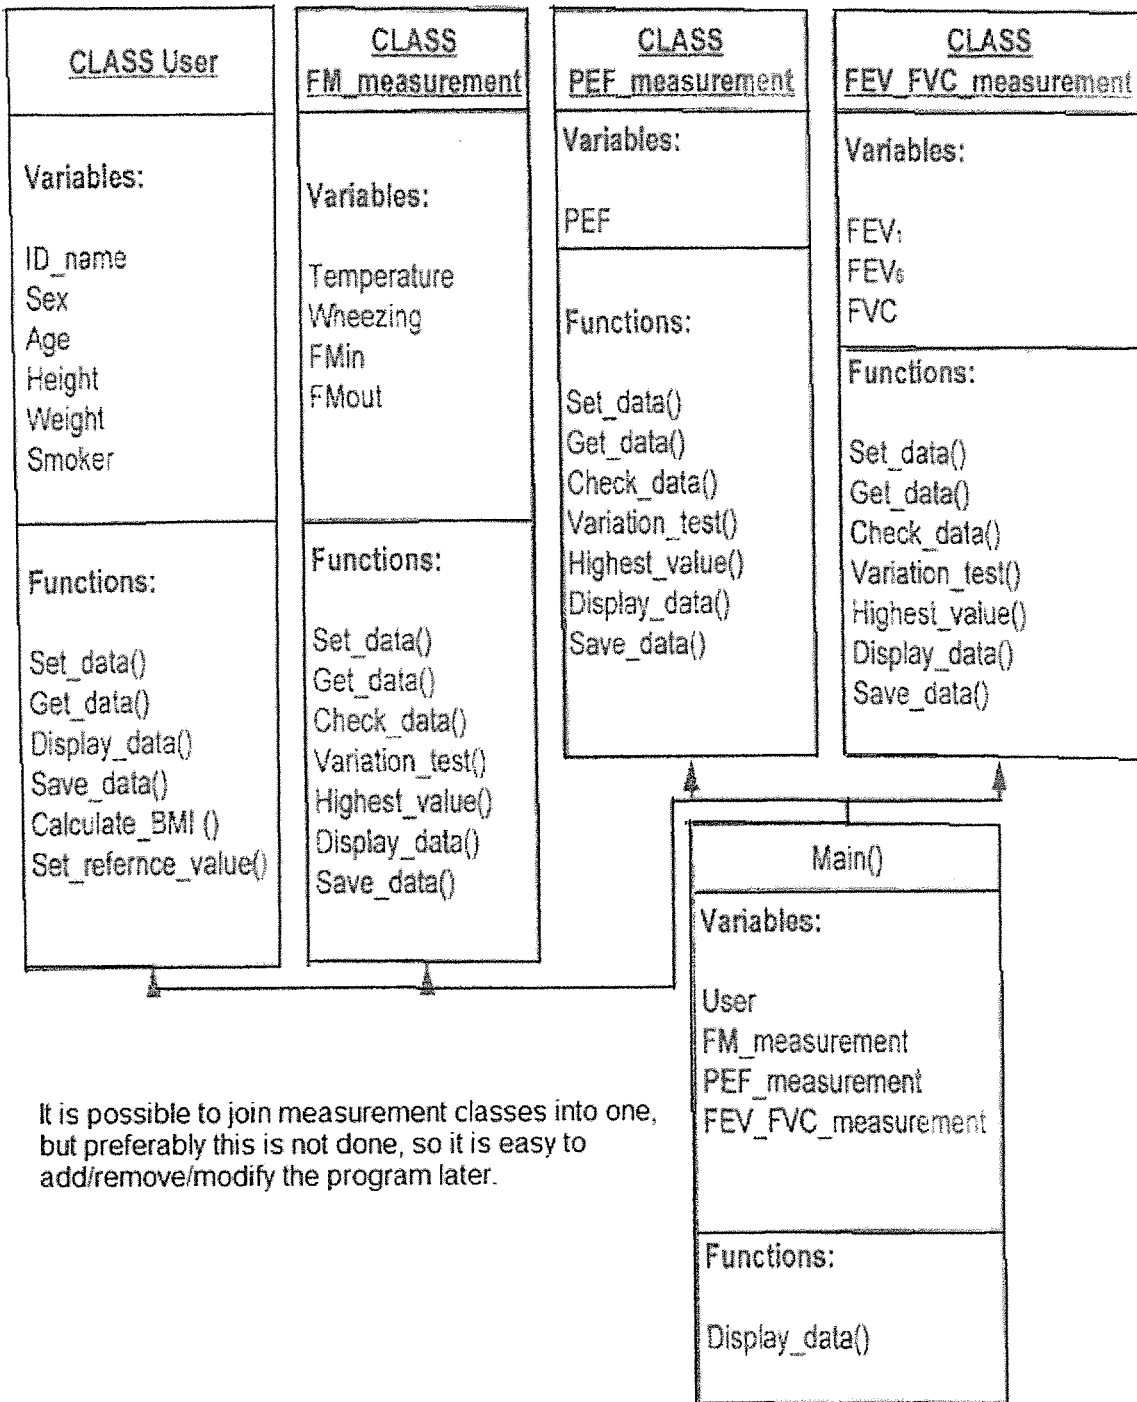 CLASS User
Variables:
ID_name
Sex
Age
Height
Weight
Smoker
Functions:
Set_data()
Get_data()
Display_data()
Save_data()
Calculate_BMI ()
Set_refernce_value()
CLASS
FM_measurement
Variables:
Temperature
Wheezing
FMin
FMout
Functions:
Set_data()
Get_data()
Check_data()
Variation_test()
Highest_value()
Display_data()
Save_data()
CLASS
PEF_measurement
Variables:
PEF
Functions:
Set_data()
Get_data()
Check_data()
Variation_test()
Highest_value()
Display_data()
Save_data()
CLASS
FEV_FVC_measurement
Variables:
FEV₁
FEV₆
FVC
Functions:
Set_data()
Get_data()
Check_data()
Variation_test()
Highest_value()
Display_data()
Save_data()
Main()
Variables:
User
FM_measurement
PEF_measurement
FEV_FVC_measurement
Functions:
Display_data()
It is possible to join measurement classes into one,
but preferably this is not done, so it is easy to
add/remove/modify the program later.